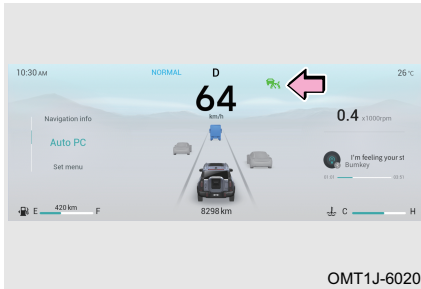 10:30 AM
NORMAL
D
26 ℃
64
km/h
Navigation info
Auto PC
Set menu
0.4 x1000rpm
I'm feeling your st
Bumkey
E 420 km F
8298 km
C H
OMT1J-6020